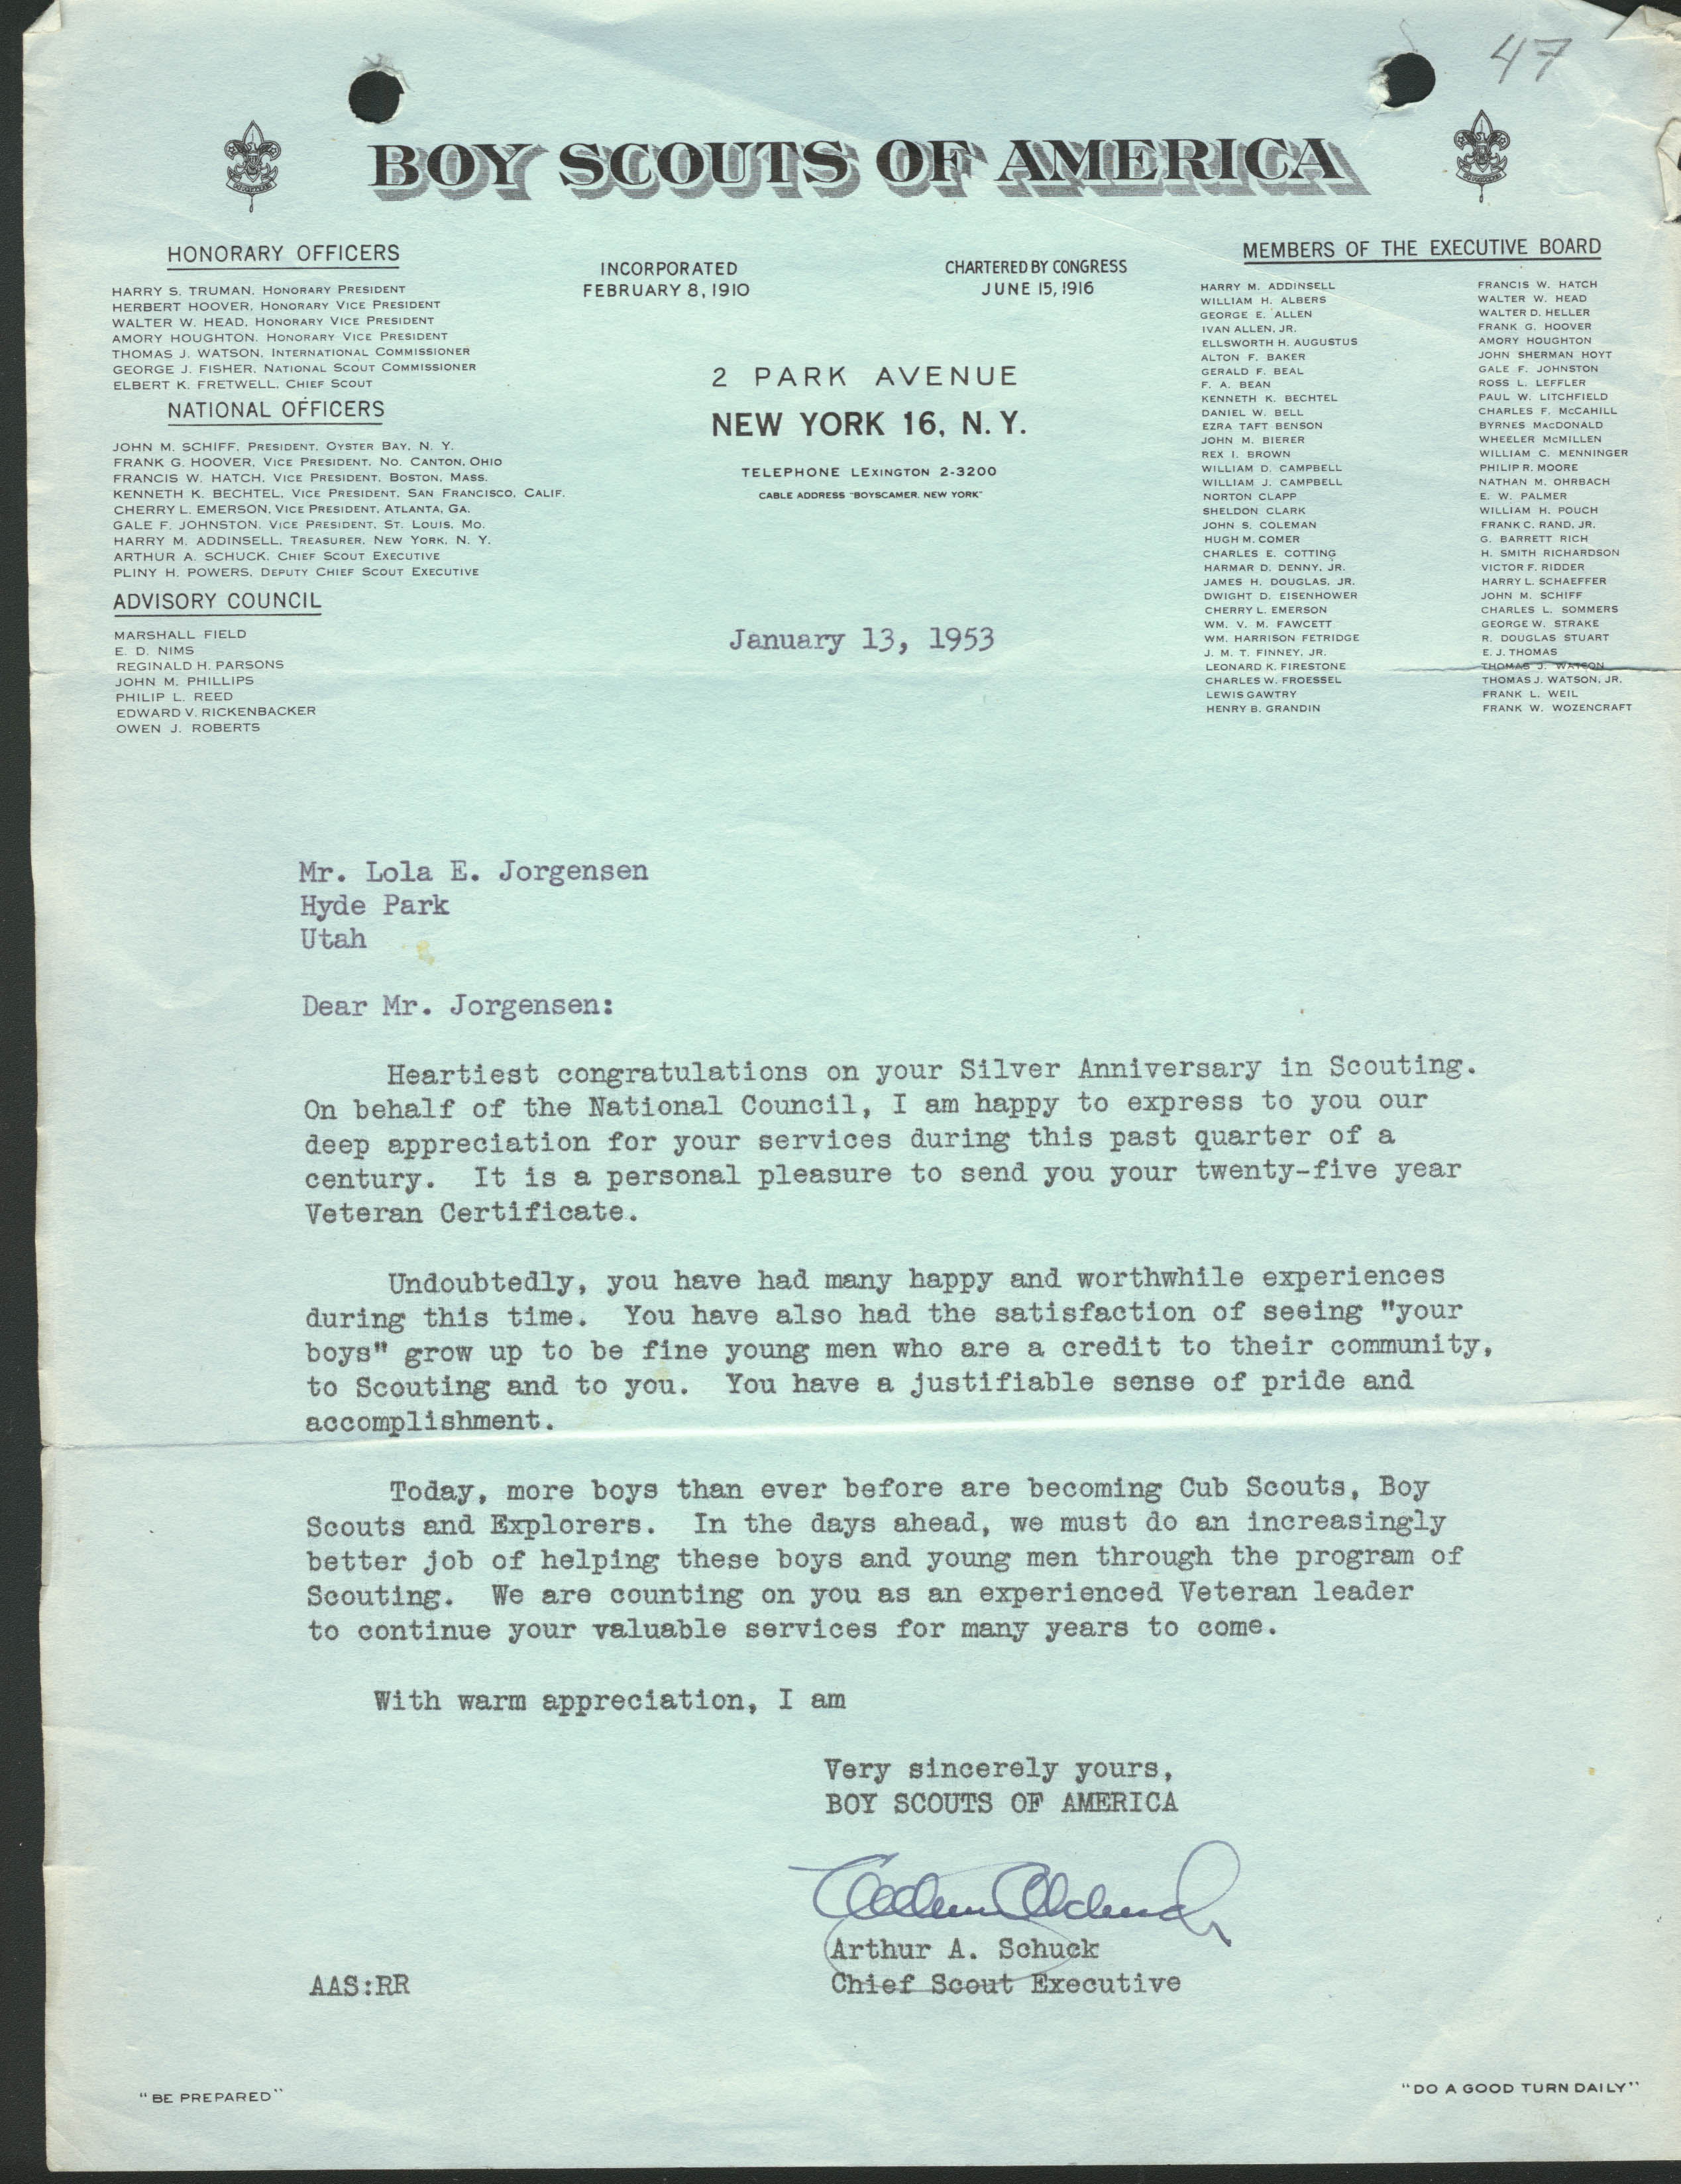 47
BOY SCOUTS OF AMERICA
HONORARY OFFICERS
HARRY S. TRUMAN, HONORARY PRESIDENT
HERBERT HOOVER, HONORARY VICE PRESIDENT
WALTER W. HEAD, HONORARY VICE PRESIDENT
AMORY HOUGHTON, HONORARY VICE PRESIDENT
THOMAS J. WATSON, INTERNATIONAL COMMISSIONER
GEORGE J. FISHER, NATIONAL SCOUT COMMISSIONER
ELBERT K. FRETWELL, CHIEF SCOUT
NATIONAL OFFICERS
JOHN M. SCHIFF, PRESIDENT, OYSTER BAY, N. Y.
FRANK G. HOOVER, VICE PRESIDENT, NO. CANTON, OHIO
FRANCIS W. HATCH, VICE PRESIDENT, BOSTON, MASS.
KENNETH K. BECHTEL, VICE PRESIDENT, SAN FRANCISCO, CALIF.
CHERRY L. EMERSON, VICE PRESIDENT, ATLANTA, GA.
GALE F. JOHNSTON, VICE PRESIDENT, ST. LOUIS, MO.
HARRY M. ADDINSELL, TREASURER, NEW YORK, N. Y.
ARTHUR A. SCHUCK, CHIEF SCOUT EXECUTIVE
PLINY H. POWERS, DEPUTY CHIEF SCOUT EXECUTIVE
ADVISORY COUNCIL
MARSHALL FIELD
E. D. NIMS
REGINALD H. PARSONS
JOHN M. PHILLIPS
PHILIP L. REED
EDWARD V. RICKENBACKER
OWEN J. ROBERTS
INCORPORATED
FEBRUARY 8, 1910
CHARTERED BY CONGRESS
JUNE 15, 1916
2 PARK AVENUE
NEW YORK 16, N. Y.
TELEPHONE LEXINGTON 2-3200
CABLE ADDRESS "BOYSCAMER, NEW YORK"
MEMBERS OF THE EXECUTIVE BOARD
HARRY M. ADDINSELL
WILLIAM H. ALBERS
GEORGE E. ALLEN
IVAN ALLEN, JR.
ELLSWORTH H. AUGUSTUS
ALTON F. BAKER
GERALD F. BEAL
F. A. BEAN
KENNETH K. BECHTEL
DANIEL W. BELL
EZRA TAFT BENSON
JOHN M. BIERER
REX I. BROWN
WILLIAM D. CAMPBELL
WILLIAM J. CAMPBELL
NORTON CLAPP
SHELDON CLARK
JOHN S. COLEMAN
HUGH M. COMER
CHARLES E. COTTING
HARMAR D. DENNY, JR.
JAMES H. DOUGLAS, JR.
DWIGHT D. EISENHOWER
CHERRY L. EMERSON
WM. V. M. FAWCETT
WM. HARRISON FETRIDGE
J. M. T. FINNEY, JR.
LEONARD K. FIRESTONE
CHARLES W. FROESSEL
LEWIS GAWTRY
HENRY B. GRANDIN
FRANCIS W. HATCH
WALTER W. HEAD
WALTER D. HELLER
FRANK G. HOOVER
AMORY HOUGHTON
JOHN SHERMAN HOYT
GALE F. JOHNSTON
ROSS L. LEFFLER
PAUL W. LITCHFIELD
CHARLES F. McCAHILL
BYRNES MacDONALD
WHEELER McMILLEN
WILLIAM C. MENNINGER
PHILIP R. MOORE
NATHAN M. OHRBACH
E. W. PALMER
WILLIAM H. POUCH
FRANK C. RAND, JR.
G. BARRETT RICH
H. SMITH RICHARDSON
VICTOR F. RIDDER
HARRY L. SCHAEFFER
JOHN M. SCHIFF
CHARLES L. SOMMERS
GEORGE W. STRAKE
R. DOUGLAS STUART
E. J. THOMAS
THOMAS J. WATSON
THOMAS J. WATSON, JR.
FRANK L. WEIL
FRANK W. WOZENCRAFT
January 13, 1953
Mr. Lola E. Jorgensen
Hyde Park
Utah
Dear Mr. Jorgensen:
Heartiest congratulations on your Silver Anniversary in Scouting.
On behalf of the National Council, I am happy to express to you our
deep appreciation for your services during this past quarter of a
century. It is a personal pleasure to send you your twenty-five year
Veteran Certificate.
Undoubtedly, you have had many happy and worthwhile experiences
during this time. You have also had the satisfaction of seeing "your
boys" grow up to be fine young men who are a credit to their community,
to Scouting and to you. You have a justifiable sense of pride and
accomplishment.
Today, more boys than ever before are becoming Cub Scouts, Boy
Scouts and Explorers. In the days ahead, we must do an increasingly
better job of helping these boys and young men through the program of
Scouting. We are counting on you as an experienced Veteran leader
to continue your valuable services for many years to come.
With warm appreciation, I am
Very sincerely yours,
BOY SCOUTS OF AMERICA
Arthur A. Schuck
Chief Scout Executive
AAS:RR
"BE PREPARED"
"DO A GOOD TURN DAILY"